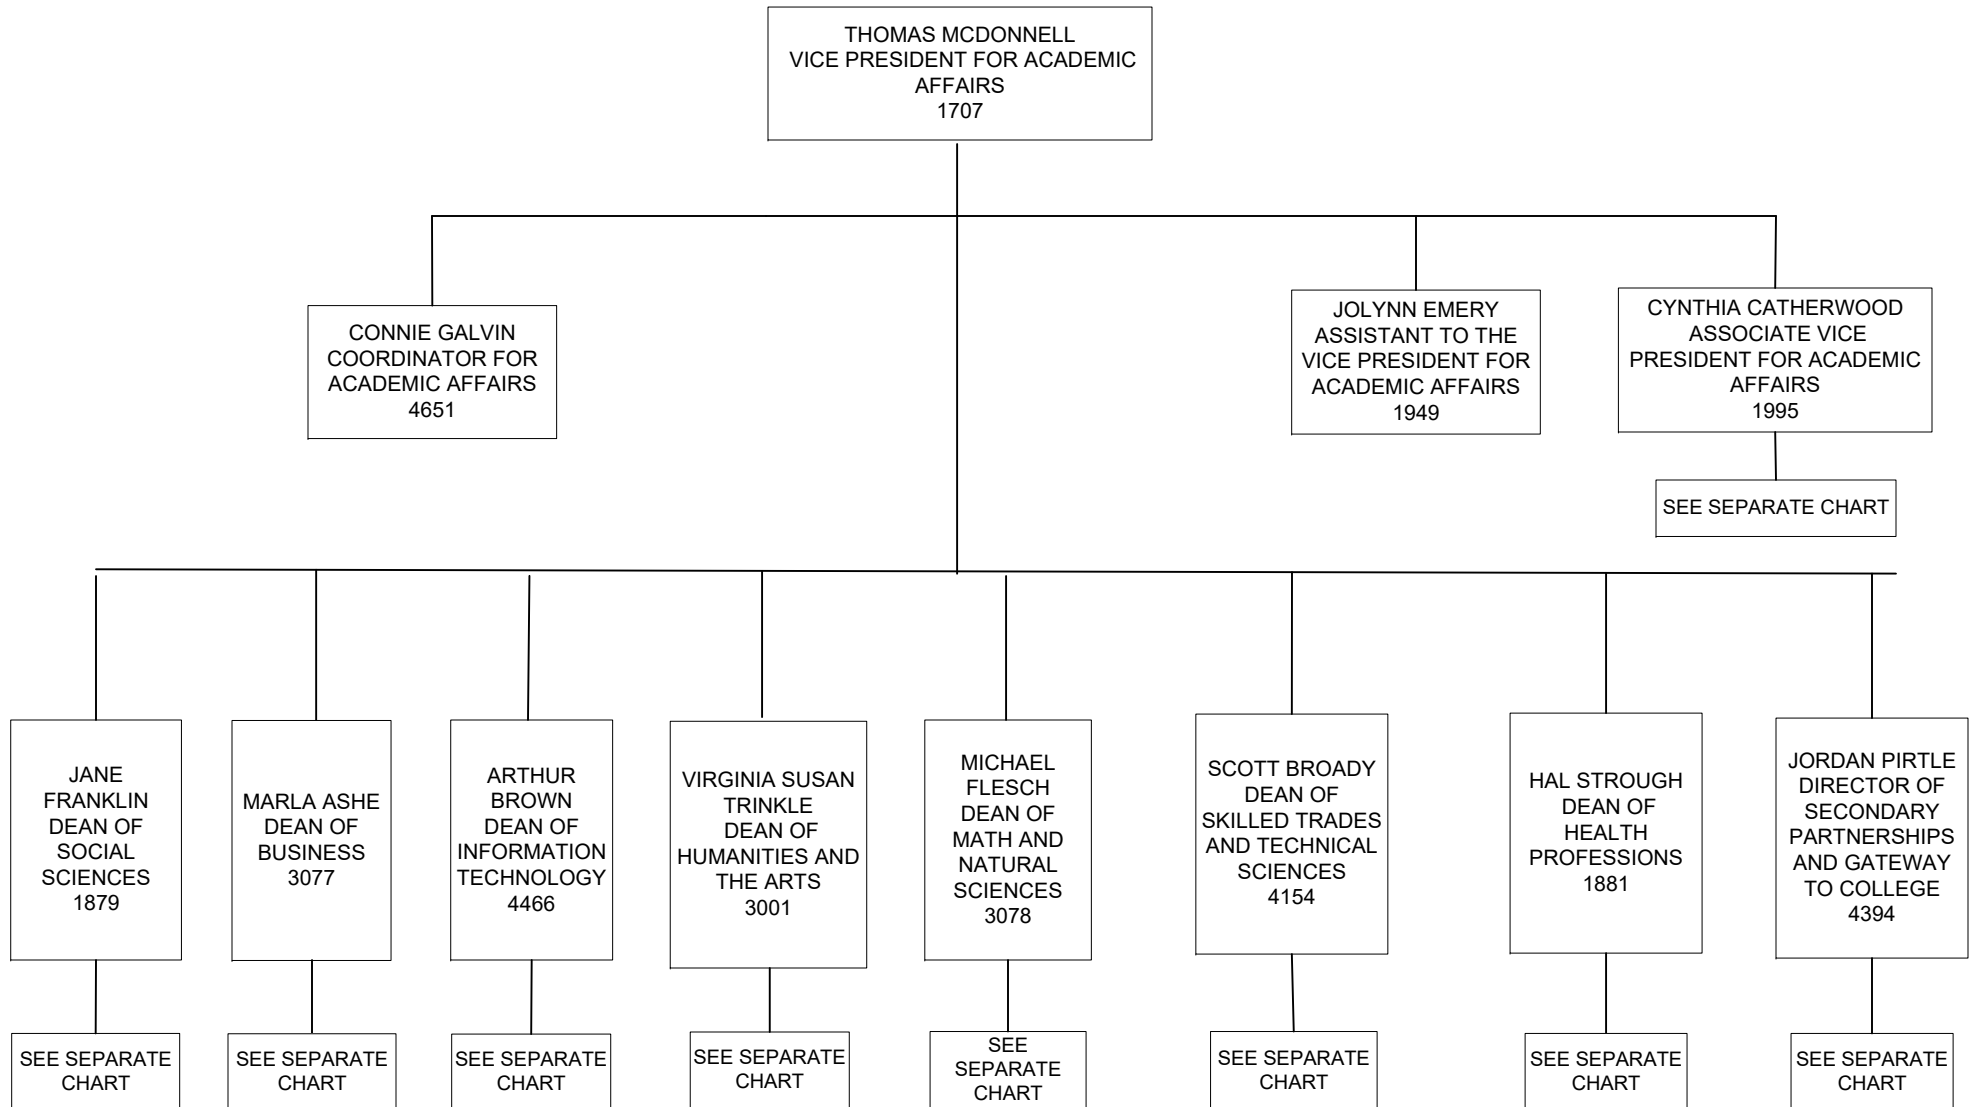 THOMAS MCDONNELL
VICE PRESIDENT FOR ACADEMIC
AFFAIRS
1707
CONNIE GALVIN
COORDINATOR FOR
ACADEMIC AFFAIRS
4651
JOLYNN EMERY
ASSISTANT TO THE
VICE PRESIDENT FOR
ACADEMIC AFFAIRS
1949
CYNTHIA CATHERWOOD
ASSOCIATE VICE
PRESIDENT FOR ACADEMIC
AFFAIRS
1995
SEE SEPARATE CHART
JANE
FRANKLIN
DEAN OF
SOCIAL
SCIENCES
1879
MARLA ASHE
DEAN OF
BUSINESS
3077
ARTHUR
BROWN
DEAN OF
INFORMATION
TECHNOLOGY
4466
VIRGINIA SUSAN
TRINKLE
DEAN OF
HUMANITIES AND
THE ARTS
3001
MICHAEL
FLESCH
DEAN OF
MATH AND
NATURAL
SCIENCES
3078
SCOTT BROADY
DEAN OF
SKILLED TRADES
AND TECHNICAL
SCIENCES
4154
HAL STROUGH
DEAN OF
HEALTH
PROFESSIONS
1881
JORDAN PIRTLE
DIRECTOR OF
SECONDARY
PARTNERSHIPS
AND GATEWAY
TO COLLEGE
4394
SEE SEPARATE
CHART
SEE SEPARATE
CHART
SEE SEPARATE
CHART
SEE SEPARATE
CHART
SEE
SEPARATE
CHART
SEE SEPARATE
CHART
SEE SEPARATE
CHART
SEE SEPARATE
CHART